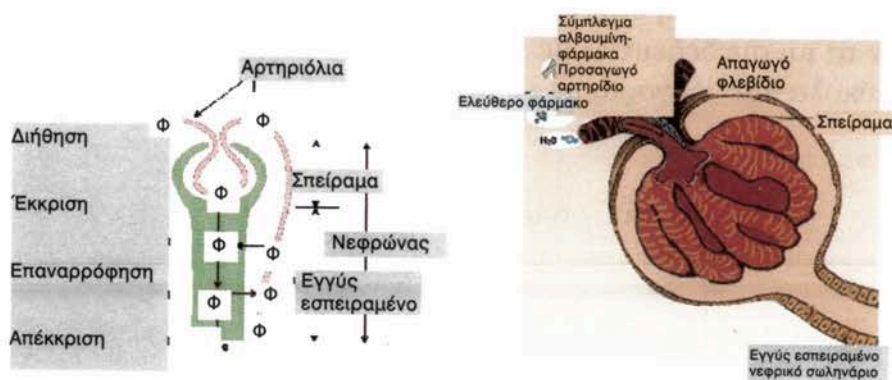 Αρτηριόλια
Φ
Φ
Διήθηση
Έκκριση
Επαναρρόφηση
Απέκκριση
Φ
Φ
Φ
Φ
Φ
Φ
Σπείραμα
Νεφρώνας
Εγγύς
εσπειραμένο
Σύμπλεγμα
αλβουμίνη-
φάρμακα
Προσαγωγό
αρτηρίδιο
Ελεύθερο φάρμακο
H₂0
Απαγωγό
φλεβίδιο
Σπείραμα
Εγγύς εσπειραμένο
νεφρικό σωληνάριο